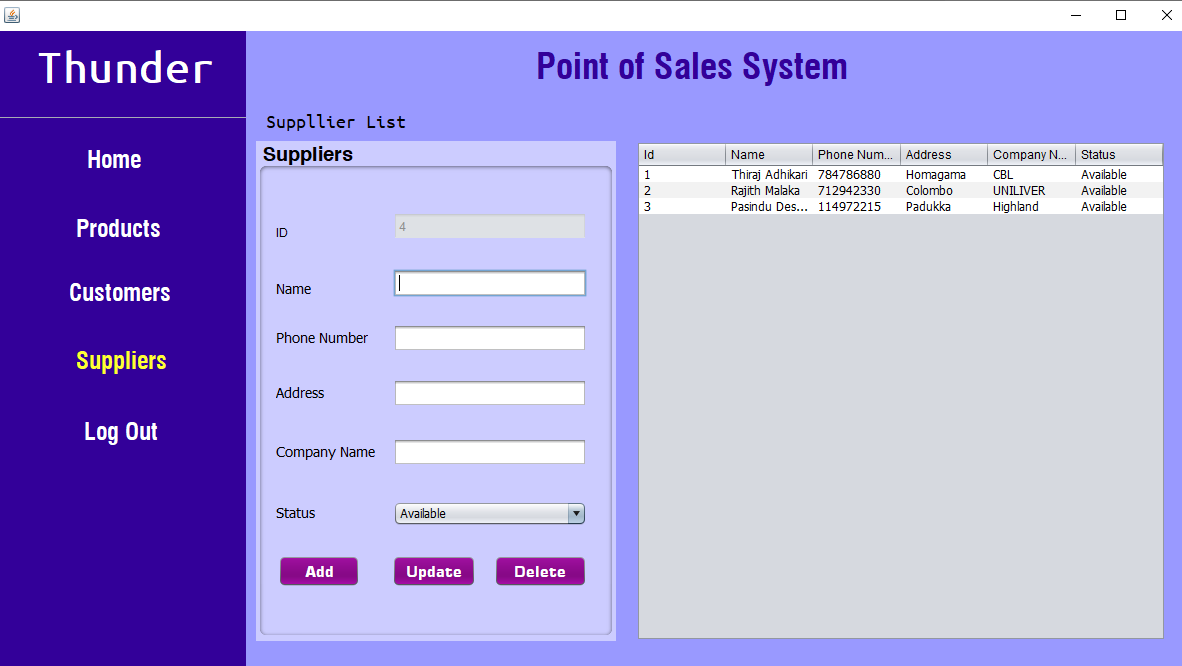 Thunder
Home
Products
Customers
Suppliers
Log Out
Point of Sales System
Suppllier List
Suppliers
ID 4
Name
Phone Number
Address
Company Name
Status Available
Add Update Delete
Id Name Phone Num... Address Company N... Status
1 Thiraj Adhikari 784786880 Homagama CBL Available
2 Rajith Malaka 712942330 Colombo UNILIVER Available
3 Pasindu Des... 114972215 Padukka Highland Available